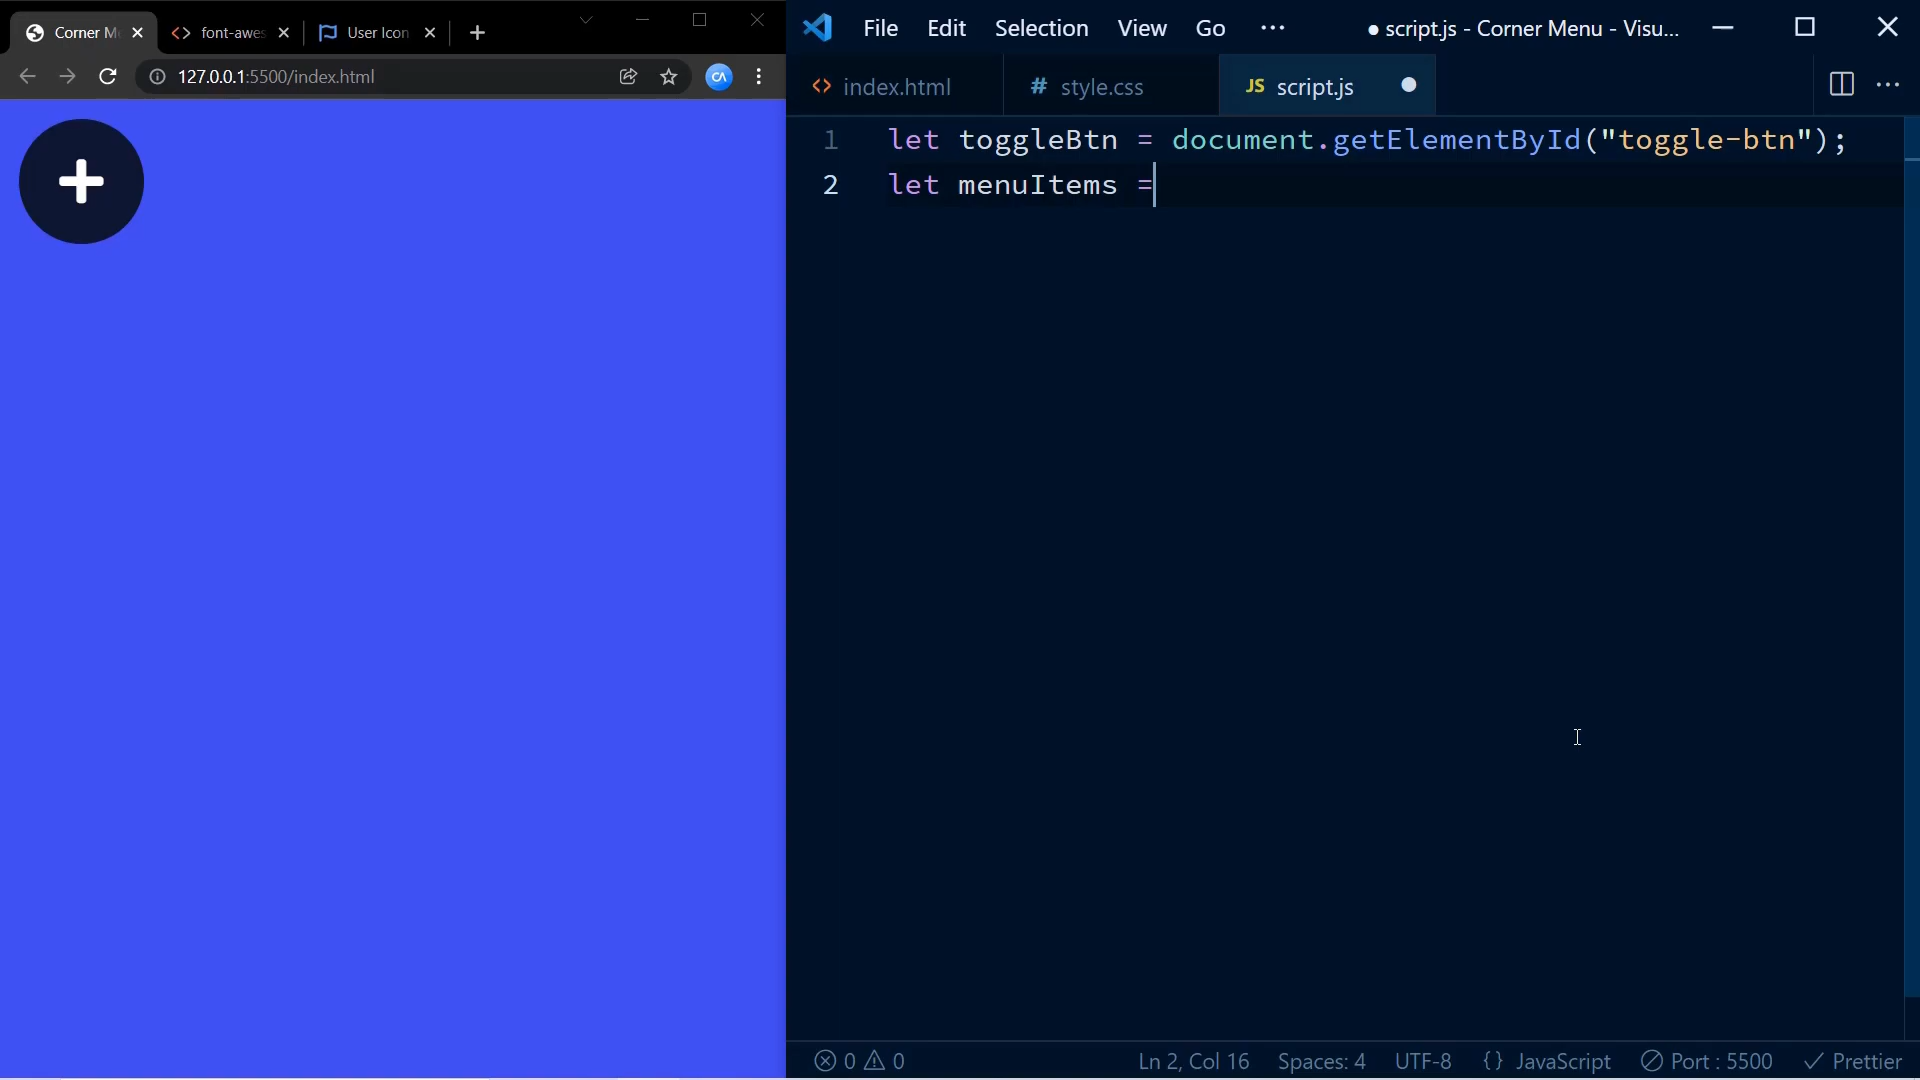 Corner M
font-awes
User Icon
127.0.0.1:5500/index.html
CA
File Edit Selection View Go ··· ● script.js - Corner Menu - Visu...
<> index.html
# style.css
JS script.js
1 let toggleBtn = document.getElementById("toggle-btn");
2 let menuItems =
0 0 Ln 2, Col 16 Spaces: 4 UTF-8 {} JavaScript Port : 5500 Prettier